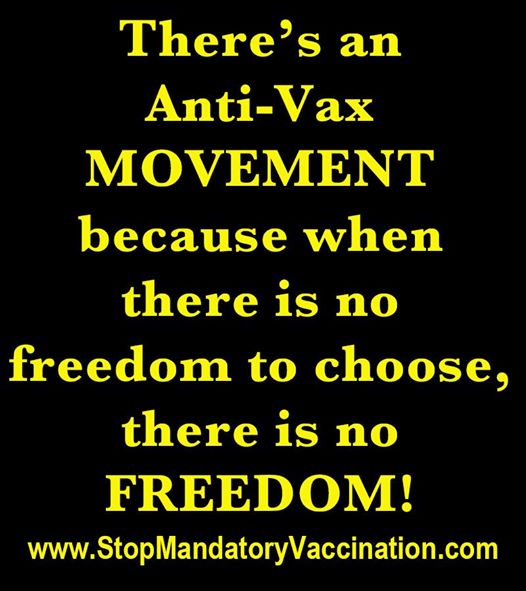 There's an
Anti-Vax
MOVEMENT
because when
there is no
freedom to choose,
there is no
FREEDOM!
www.StopMandatoryVaccination.com